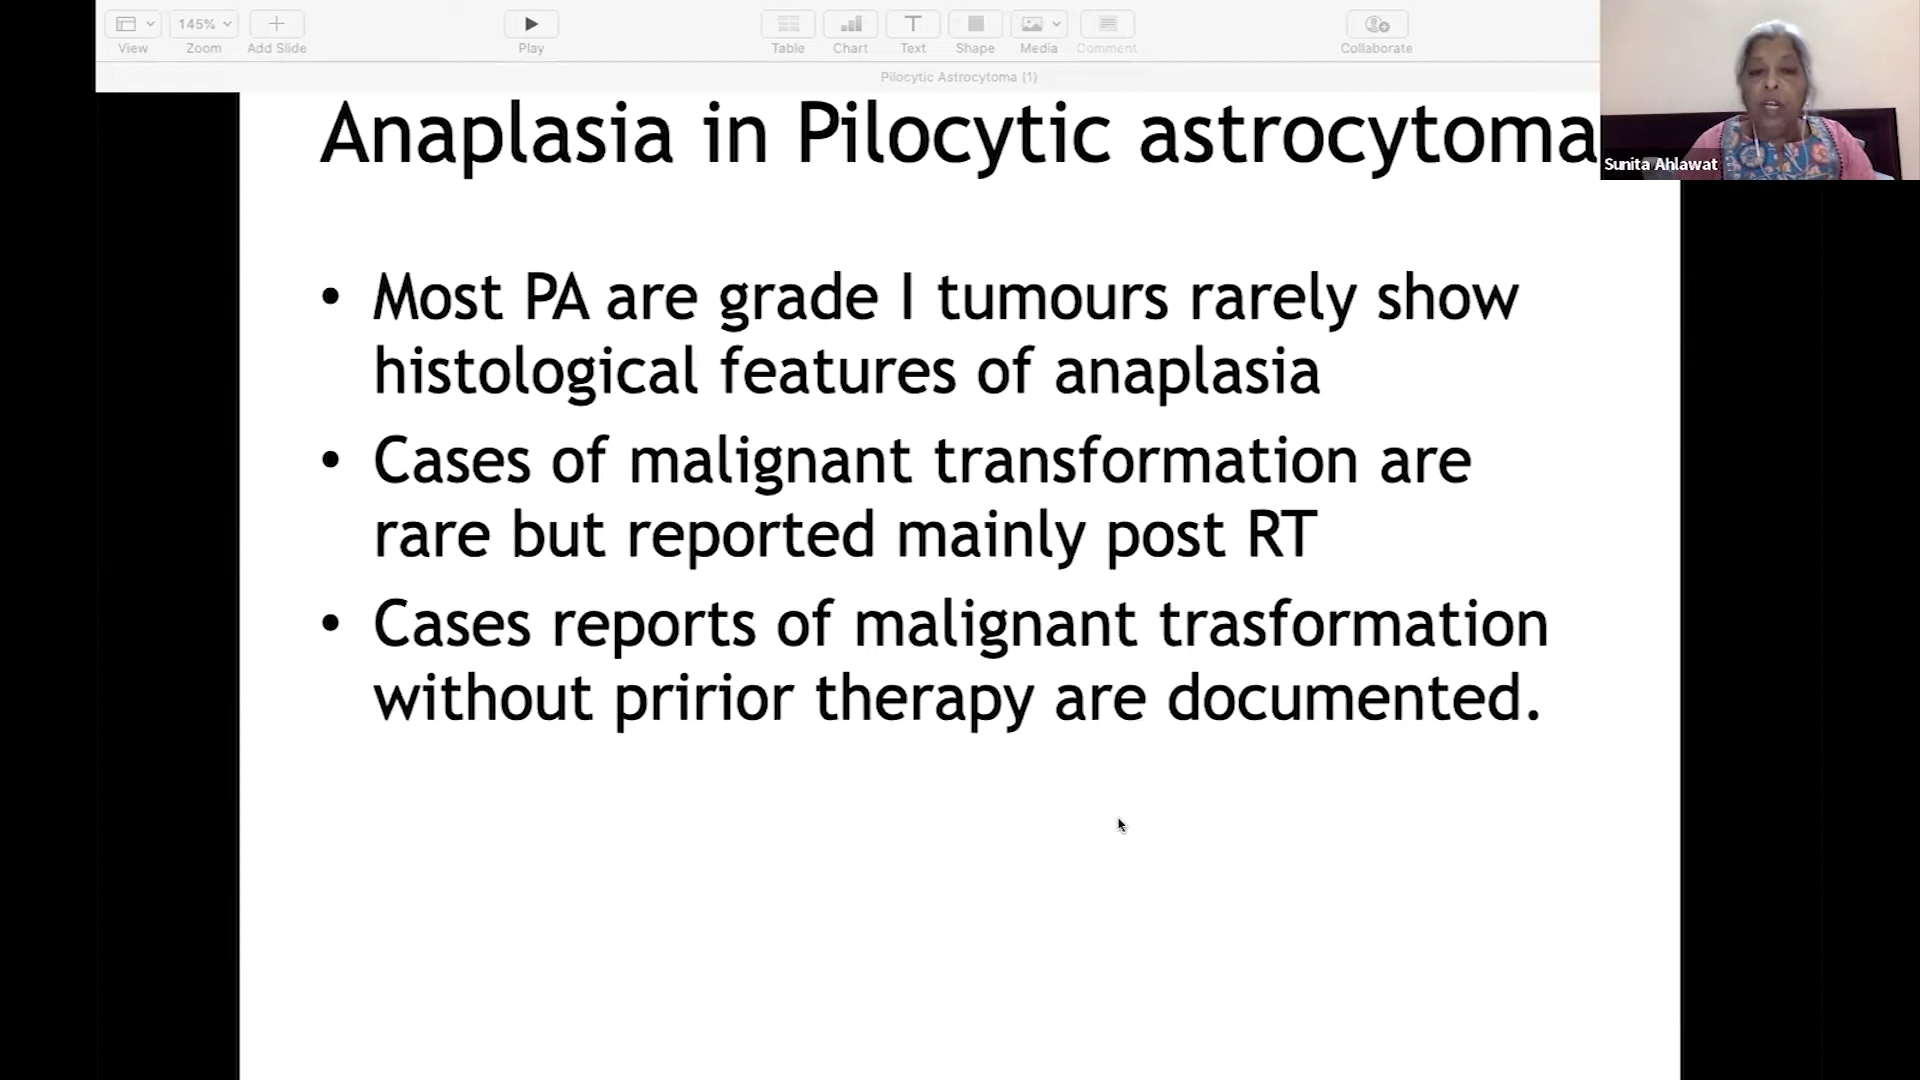 145%
View
Zoom
Add Slide
Play
Table
Chart
Text
Shape
Media
Comment
Collaborate
Pilocytic Astrocytoma (1)
Sunita Ahlawat
Anaplasia in Pilocytic astrocytoma
• Most PA are grade I tumours rarely show
histological features of anaplasia
• Cases of malignant transformation are
rare but reported mainly post RT
• Cases reports of malignant trasformation
without pririor therapy are documented.